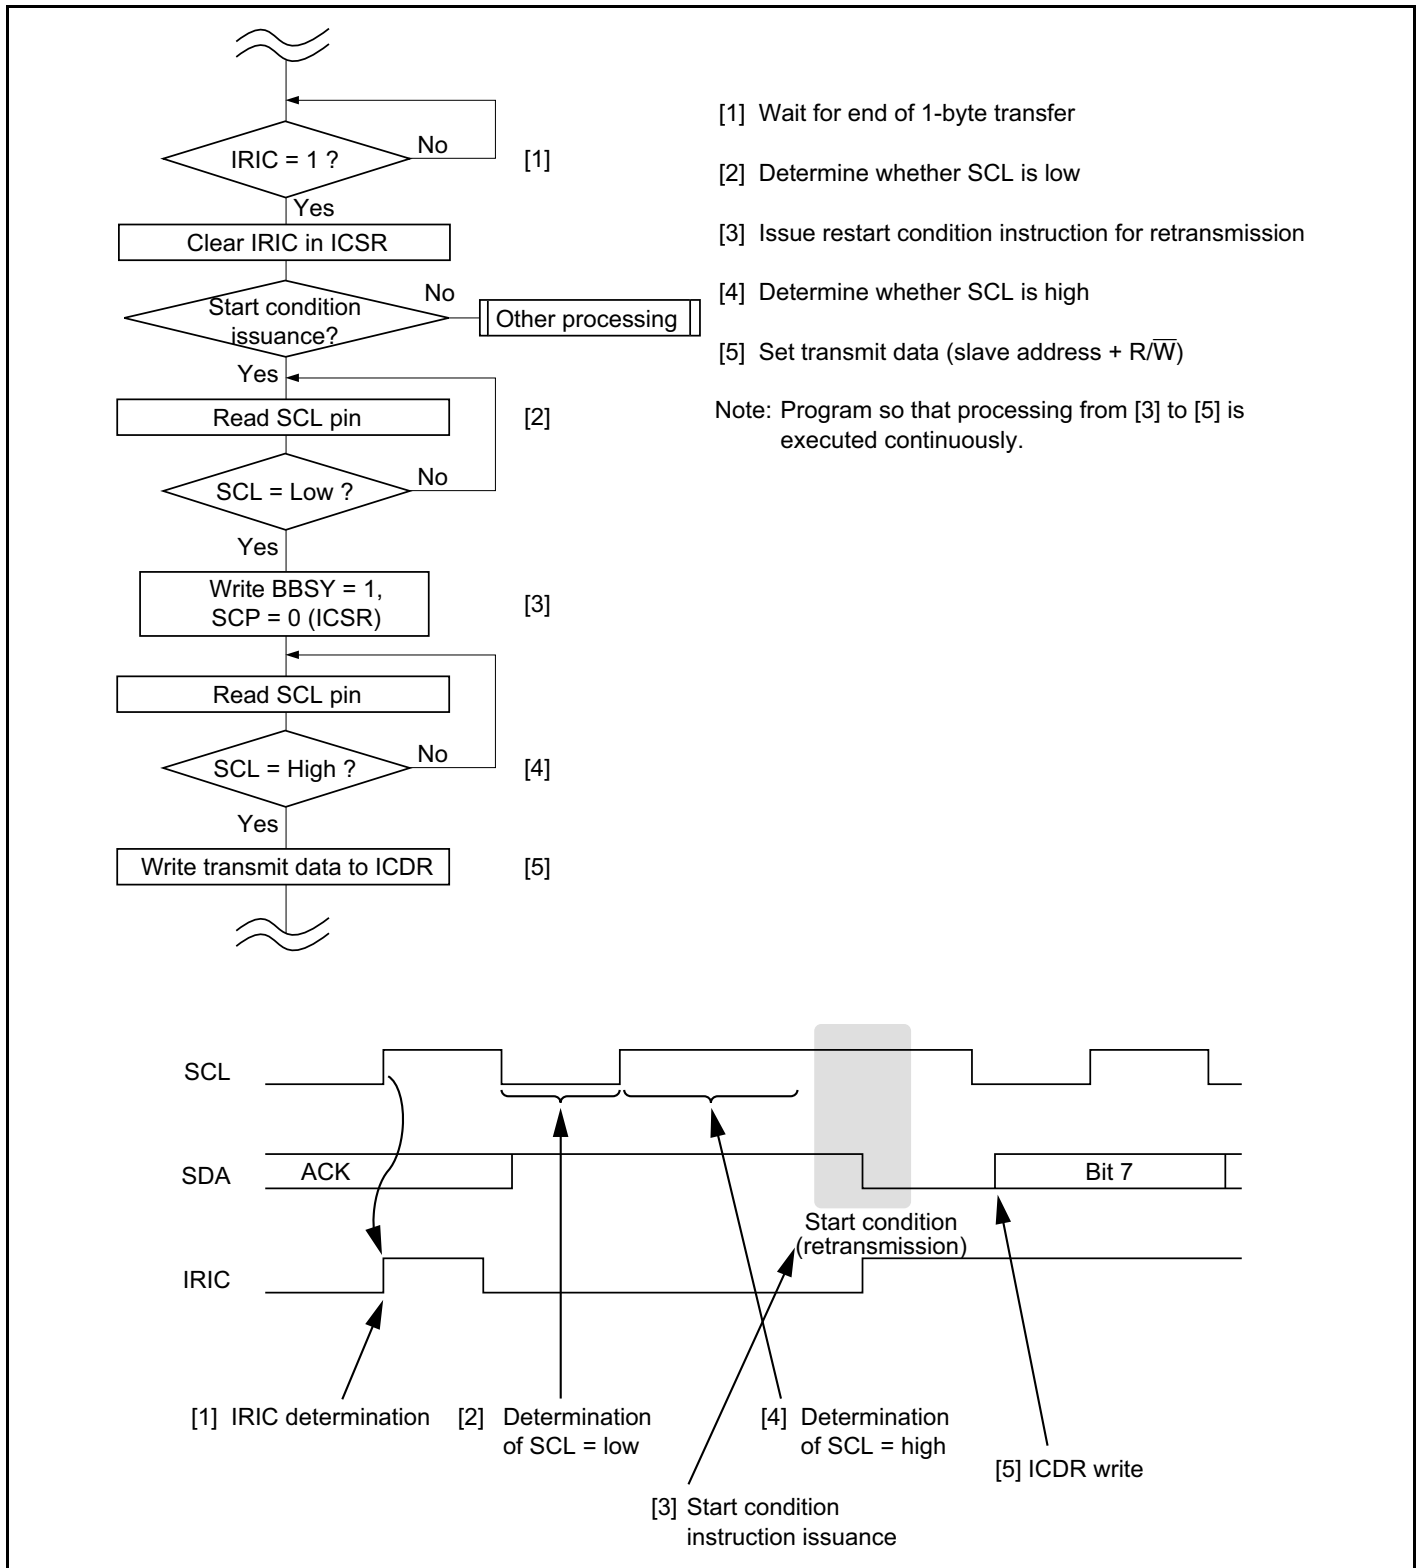 IRIC = 1 ?
No
[1]
Yes
Clear IRIC in ICSR
Start condition
issuance?
No
Other processing
Yes
Read SCL pin
[2]
SCL = Low ?
No
Yes
Write BBSY = 1,
SCP = 0 (ICSR)
[3]
Read SCL pin
SCL = High ?
No
[4]
Yes
Write transmit data to ICDR
[5]
[1] Wait for end of 1-byte transfer
[2] Determine whether SCL is low
[3] Issue restart condition instruction for retransmission
[4] Determine whether SCL is high
[5] Set transmit data (slave address + R/W̅)
Note: Program so that processing from [3] to [5] is
executed continuously.
SCL
SDA
ACK
Bit 7
Start condition
(retransmission)
IRIC
[1] IRIC determination
[2] Determination
of SCL = low
[4] Determination
of SCL = high
[5] ICDR write
[3] Start condition
instruction issuance